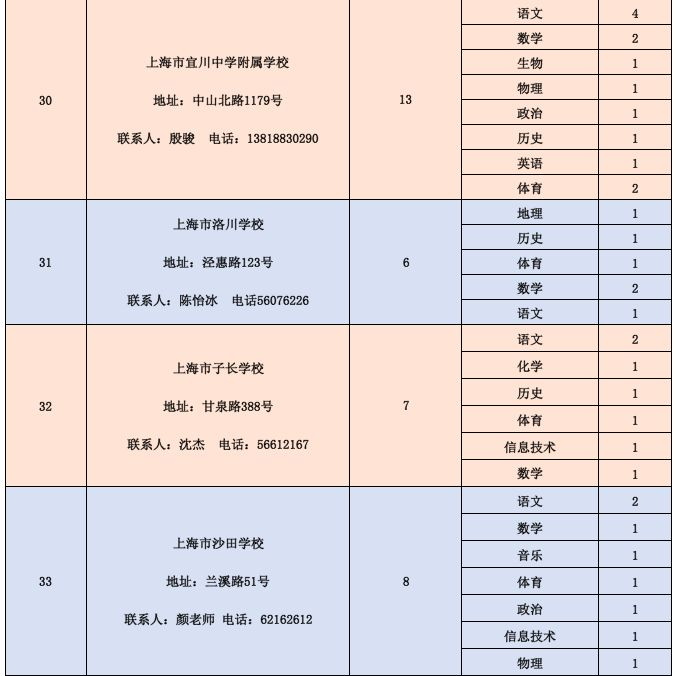 30
上海市宜川中学附属学校
地址：中山北路1179号
联系人：殷骏 电话：13818830290
13
语文 4
数学 2
生物 1
物理 1
政治 1
历史 1
英语 1
体育 2
31
上海市洛川学校
地址：泾惠路123号
联系人：陈怡冰 电话56076226
6
地理 1
历史 1
体育 1
数学 2
语文 1
32
上海市子长学校
地址：甘泉路388号
联系人：沈杰 电话：56612167
7
语文 2
化学 1
历史 1
体育 1
信息技术 1
数学 1
33
上海市沙田学校
地址：兰溪路51号
联系人：颜老师 电话：62162612
8
语文 2
数学 1
音乐 1
体育 1
政治 1
信息技术 1
物理 1